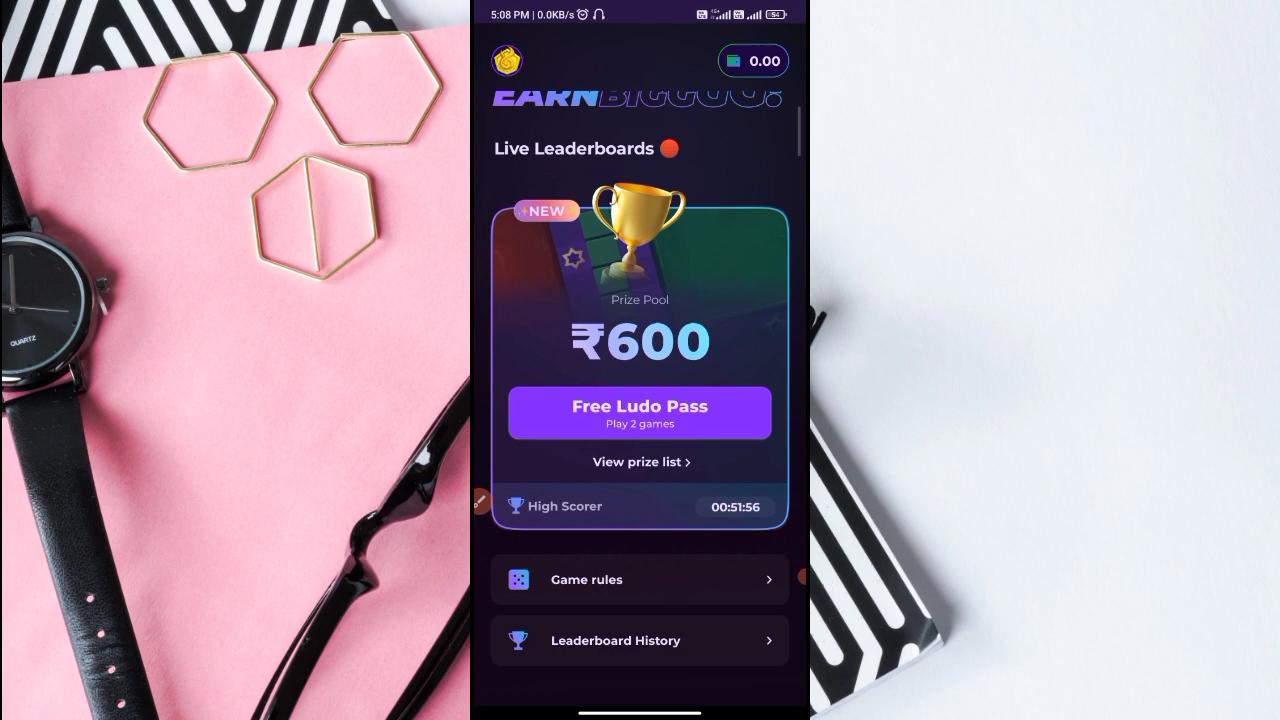 5:08 PM | 0.0KB/s
54
0.00
Live Leaderboards
NEW
Prize Pool
₹600
Free Ludo Pass
Play 2 games
View prize list
High Scorer
00:51:56
Game rules
Leaderboard History
QUARTZ